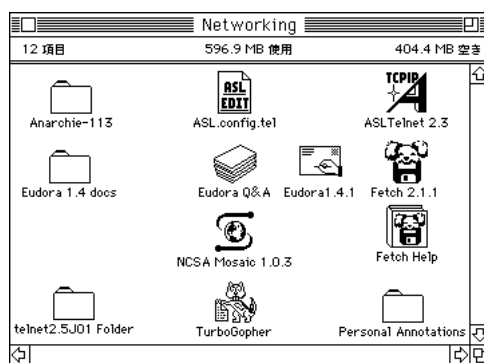 Networking
12 項目 596.9 MB 使用 404.4 MB 空き
ASL EDIT
TCPIP
Anarchie-113 ASL.config.tel ASLTelnet 2.3
Eudora 1.4 docs Eudora Q&A Eudora1.4.1 Fetch 2.1.1
NCSA Mosaic 1.0.3 Fetch Help
telnet2.5J01 Folder TurboGopher Personal Annotations